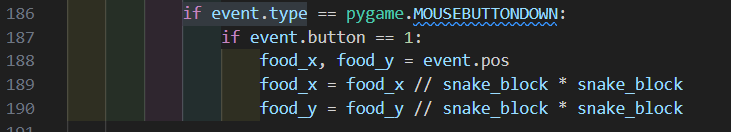 186 if event.type == pygame.MOUSEBUTTONDOWN:
187 if event.button == 1:
188 food_x, food_y = event.pos
189 food_x = food_x // snake_block * snake_block
190 food_y = food_y // snake_block * snake_block